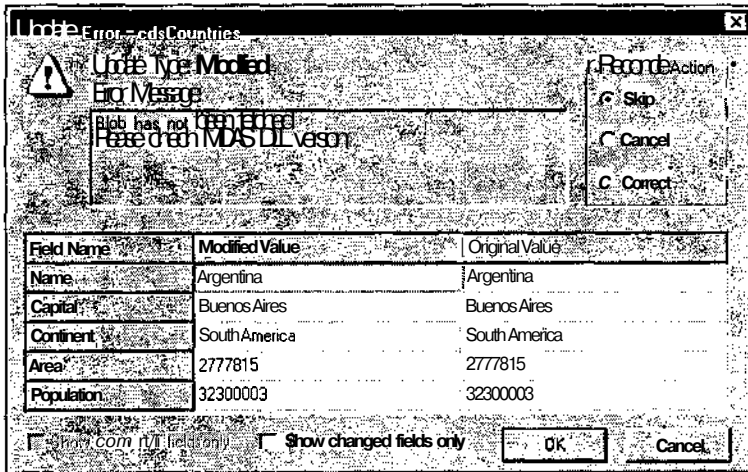 Update Error - cdsCountries
Update Type: Modified
Error Message:
Blob has not been fetched
Please check MIDAS DLL version
Reconcile Action
Skip
Cancel
Correct
Field Name Modified Value Original Value
Name Argentina Argentina
Capital Buenos Aires Buenos Aires
Continent South America South America
Area 2777815 2777815
Population 32300003 32300003
Show changed fields only
OK Cancel